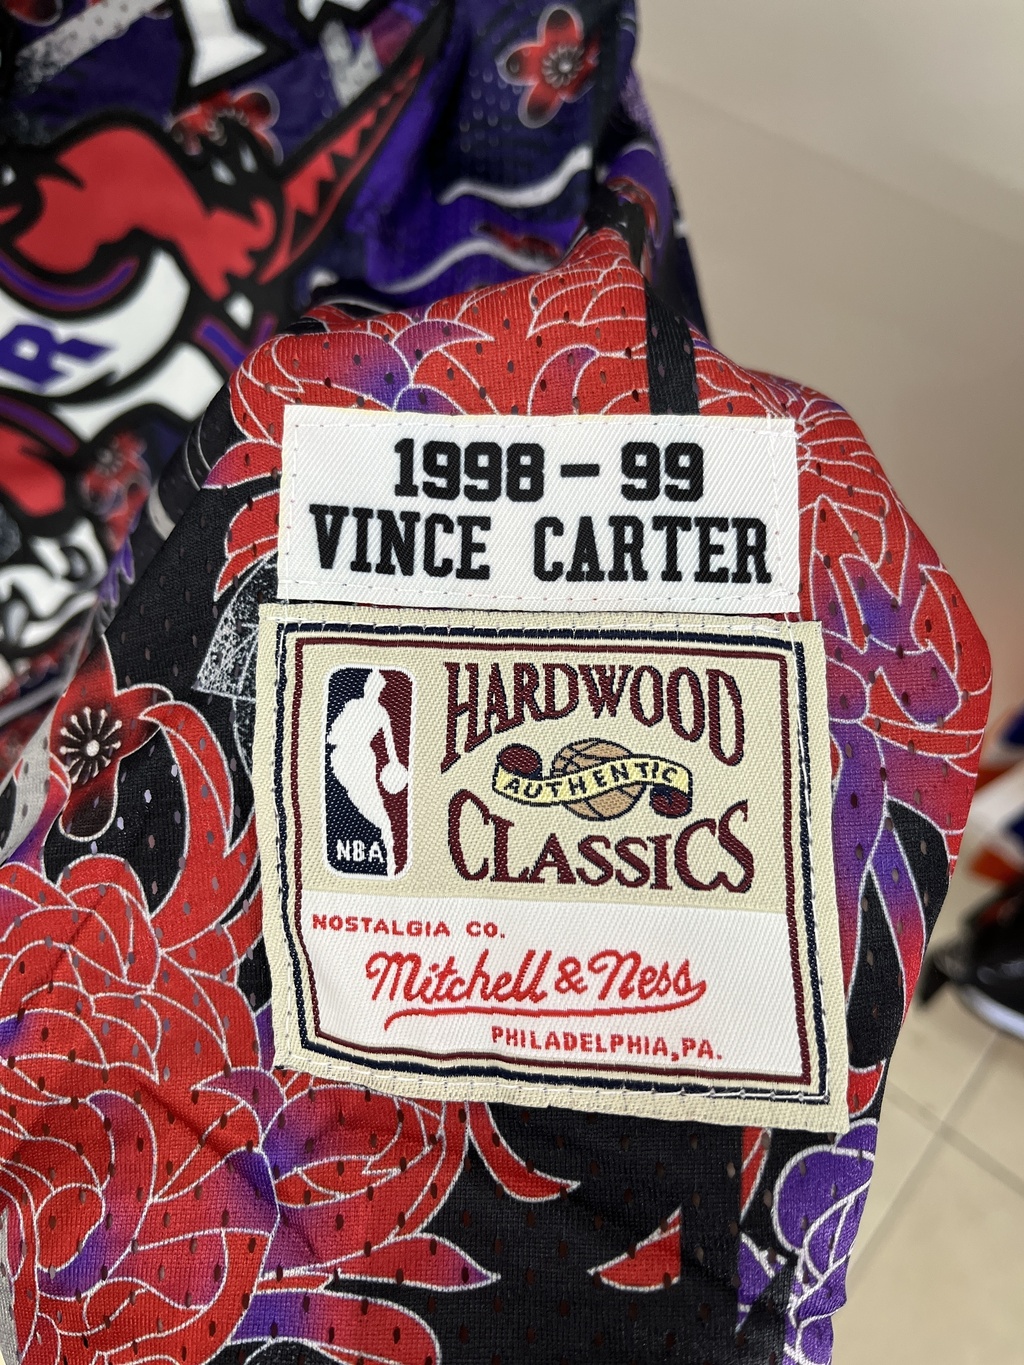 1998-99
VINCE CARTER
HARDWOOD
AUTHENTIC
CLASSICS
NBA
NOSTALGIA CO.
Mitchell & Ness
PHILADELPHIA, PA.
R